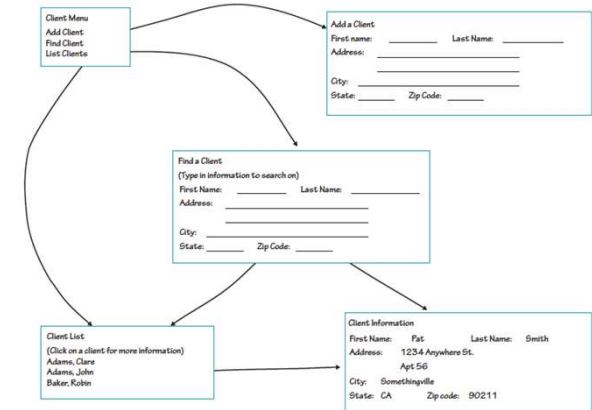 Client Menu
Add Client
Find Client
List Clients
Add a Client
First name: Last Name:
Address:
City:
State: Zip Code:
Find a Client
(Type in information to search on)
First Name: Last Name:
Address:
City:
State: Zip Code:
Client List
(Click on a client for more information)
Adams, Clare
Adams, John
Baker, Robin
Client Information
First Name: Pat Last Name: Smith
Address: 1234 Anywhere St.
Apt 56
City: Somethingville
State: CA Zip code: 90211